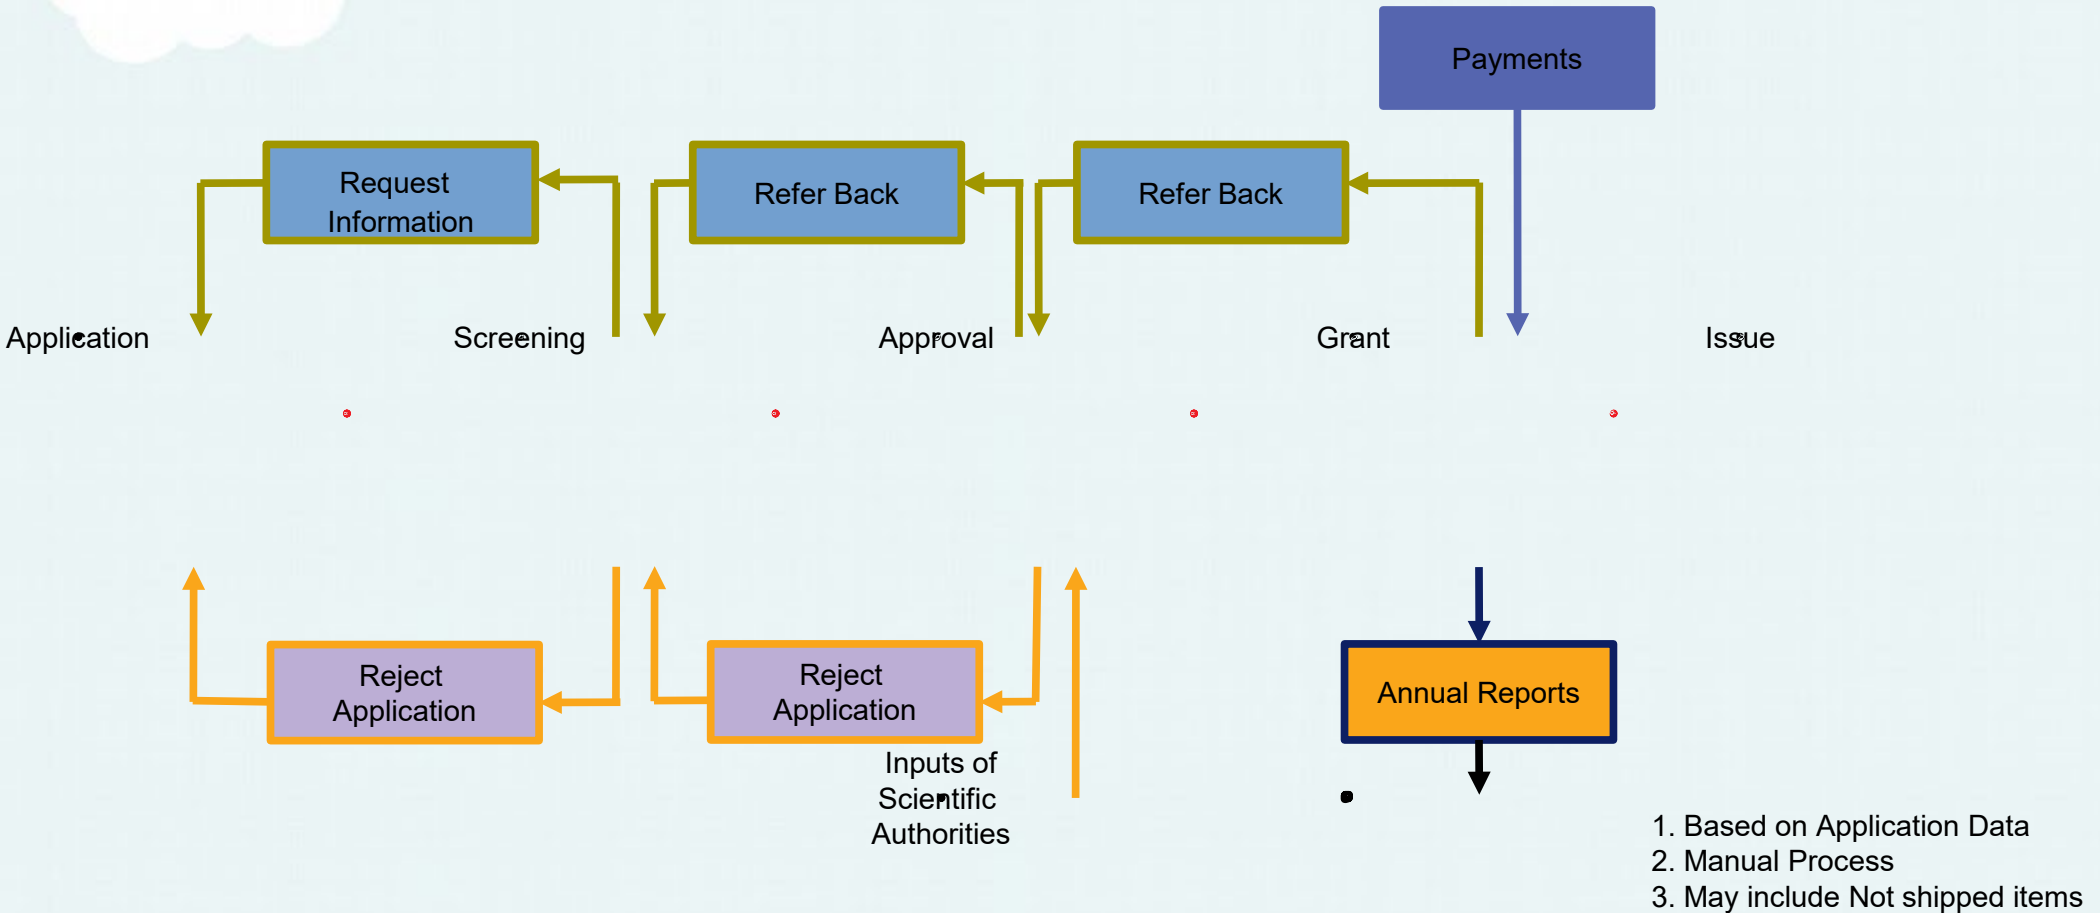 Payments
Request
Information
Refer Back
Refer Back
Application
Screening
Approval
Grant
Issue
Reject
Application
Reject
Application
Annual Reports
Inputs of
Scientific
Authorities
1. Based on Application Data
2. Manual Process
3. May include Not shipped items